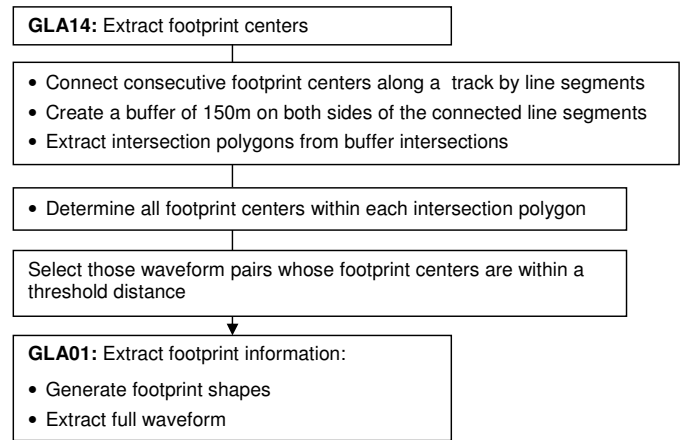 GLA14: Extract footprint centers
• Connect consecutive footprint centers along a track by line segments
• Create a buffer of 150m on both sides of the connected line segments
• Extract intersection polygons from buffer intersections
• Determine all footprint centers within each intersection polygon
Select those waveform pairs whose footprint centers are within a
threshold distance
GLA01: Extract footprint information:
• Generate footprint shapes
• Extract full waveform